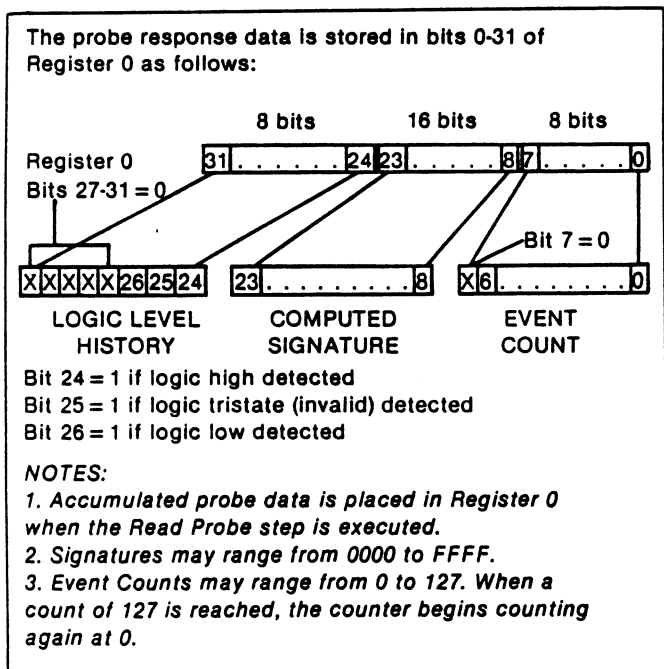 The probe response data is stored in bits 0-31 of
Register 0 as follows:
8 bits 16 bits 8 bits
Register 0 31 . . . . . . 24 23 . . . . . 8 7 . . . . . 0
Bits 27-31 = 0
Bit 7 = 0
X X X X X 26 25 24 23 . . . . . . . . . 8 X 6 . . . . . . . 0
LOGIC LEVEL COMPUTED EVENT
HISTORY SIGNATURE COUNT
Bit 24 = 1 if logic high detected
Bit 25 = 1 if logic tristate (invalid) detected
Bit 26 = 1 if logic low detected
NOTES:
1. Accumulated probe data is placed in Register 0
when the Read Probe step is executed.
2. Signatures may range from 0000 to FFFF.
3. Event Counts may range from 0 to 127. When a
count of 127 is reached, the counter begins counting
again at 0.